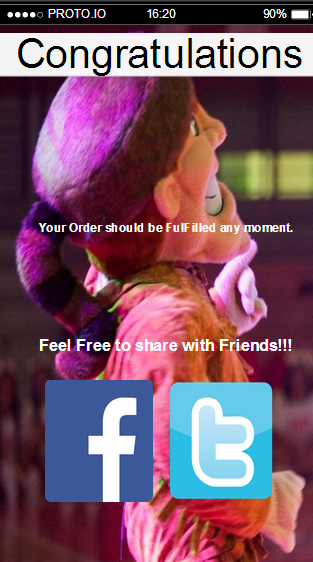 PROTO.IO 16:20 90%
Congratulations
Your Order should be FulFilled any moment.
Feel Free to share with Friends!!!
f t